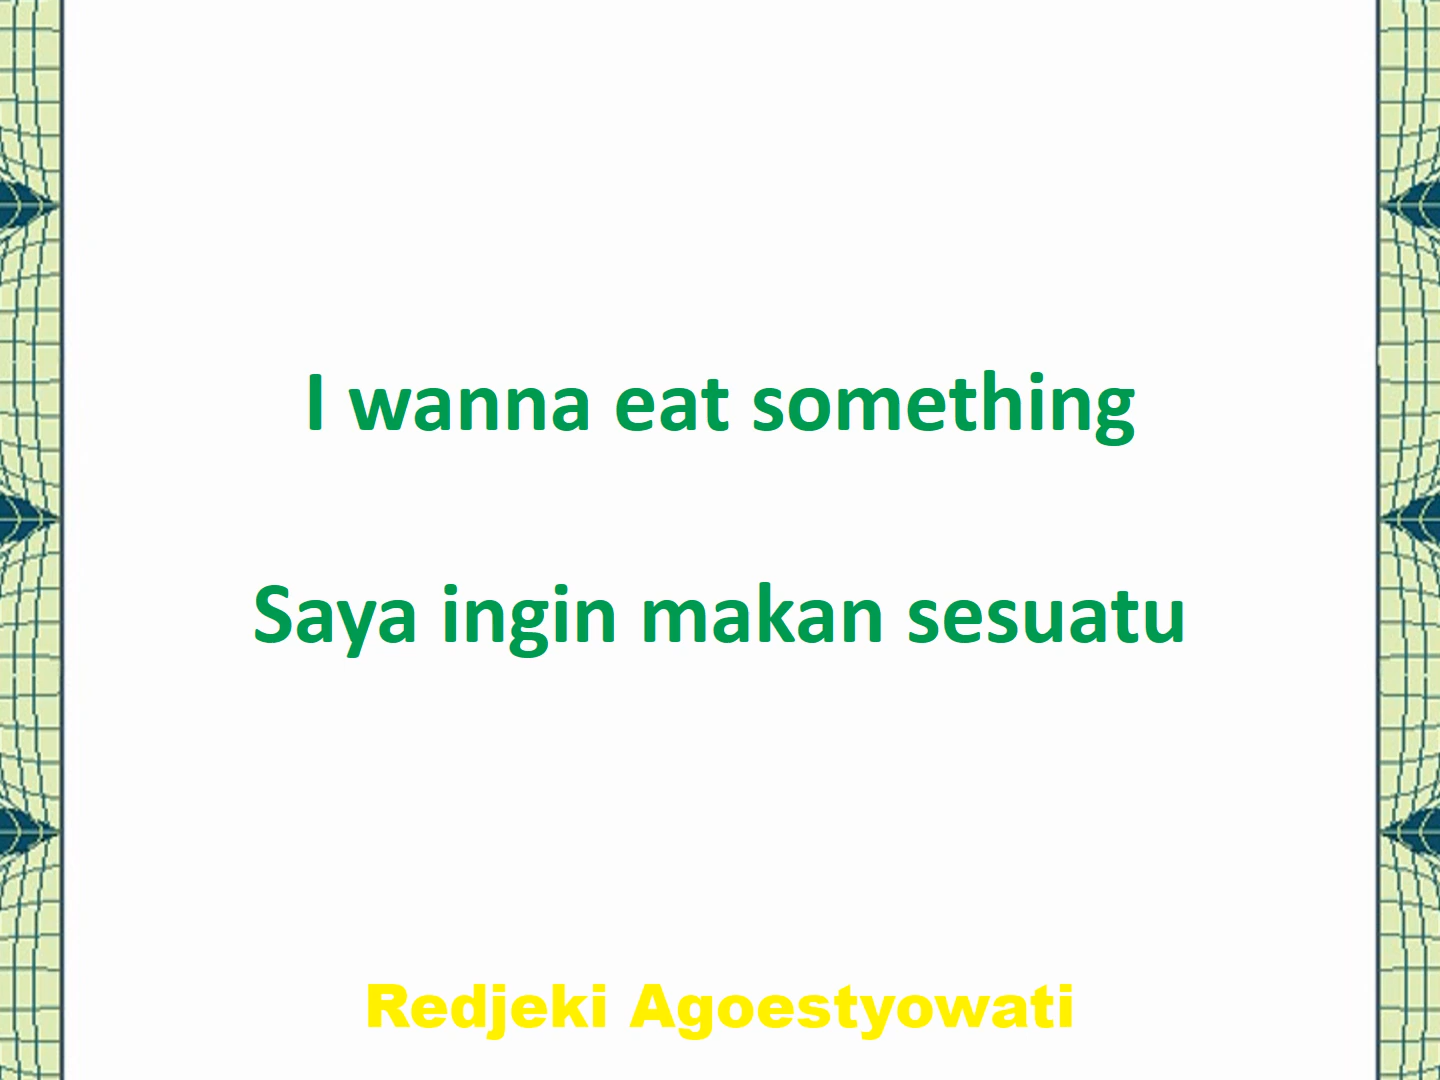 I wanna eat something
Saya ingin makan sesuatu
Redjeki Agoestyowati